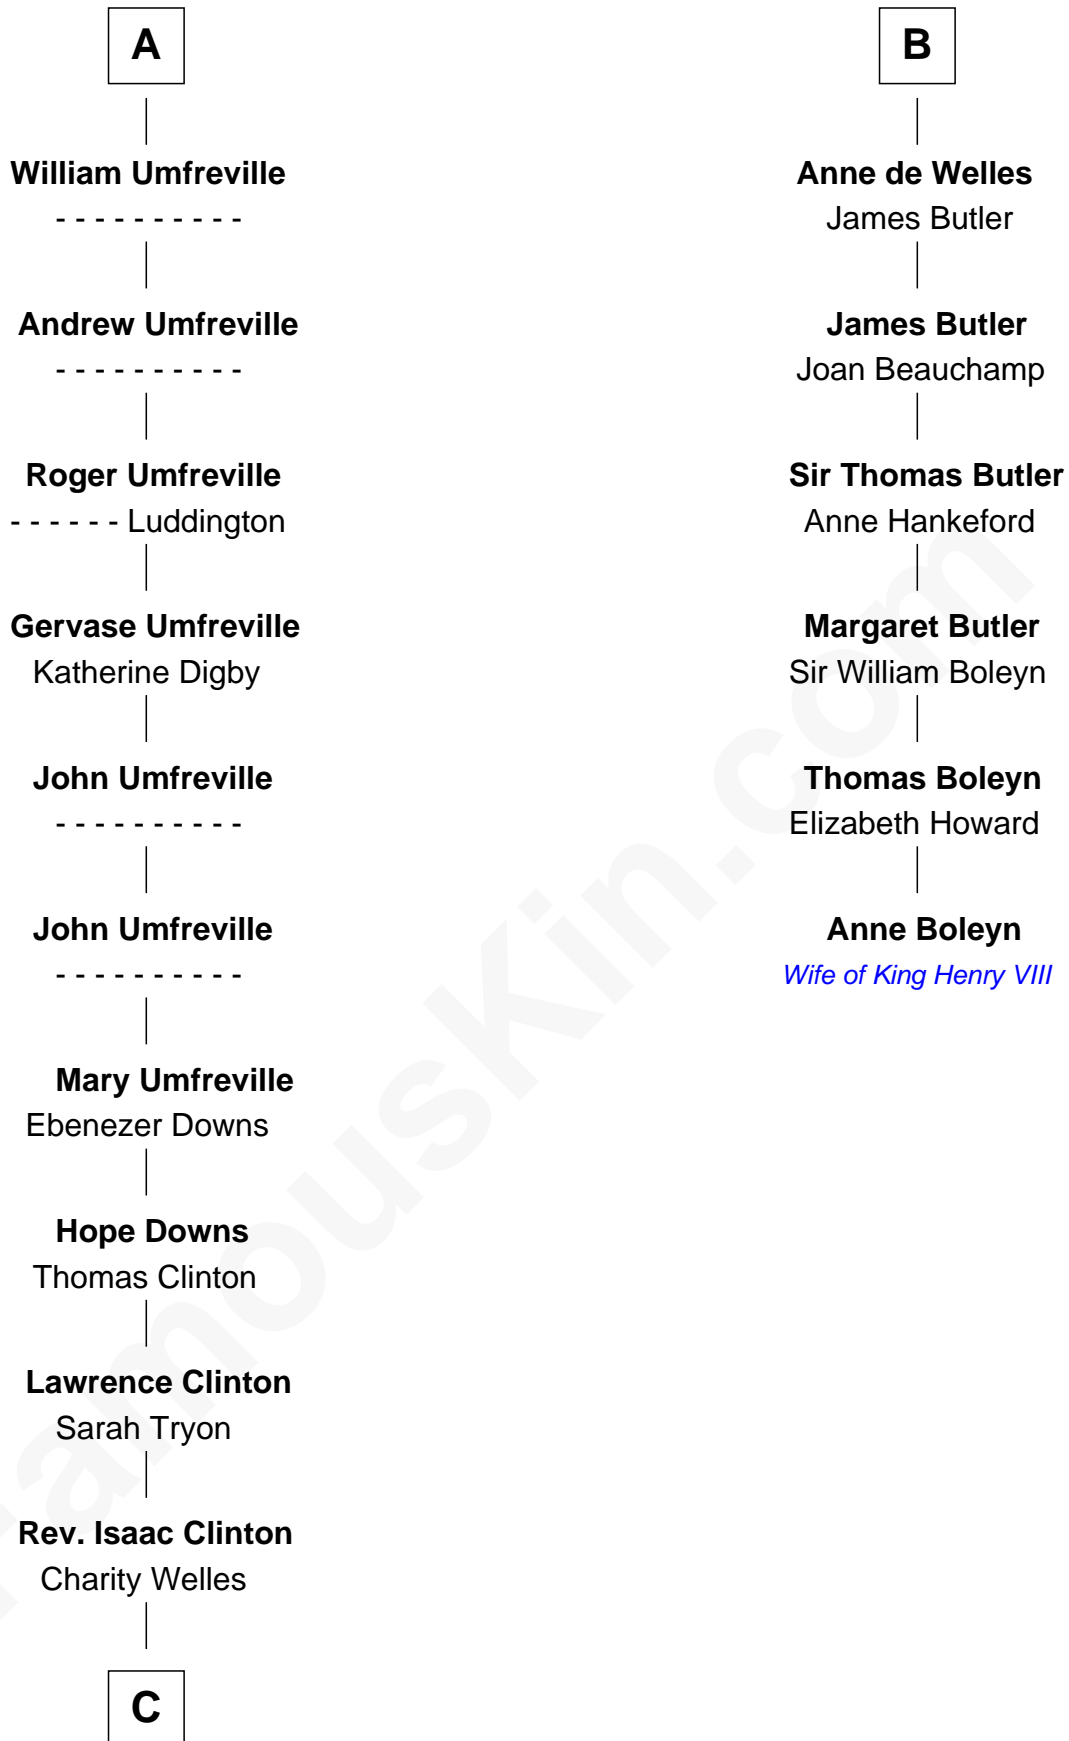 A
William Umfreville
- - - - - - - - - -
Andrew Umfreville
- - - - - - - - - -
Roger Umfreville
- - - - - - Luddington
Gervase Umfreville
Katherine Digby
John Umfreville
- - - - - - - - - -
John Umfreville
- - - - - - - - - -
Mary Umfreville
Ebenezer Downs
Hope Downs
Thomas Clinton
Lawrence Clinton
Sarah Tryon
Rev. Isaac Clinton
Charity Welles
C
B
Anne de Welles
James Butler
James Butler
Joan Beauchamp
Sir Thomas Butler
Anne Hankeford
Margaret Butler
Sir William Boleyn
Thomas Boleyn
Elizabeth Howard
Anne Boleyn
Wife of King Henry VIII
FamousKin.com